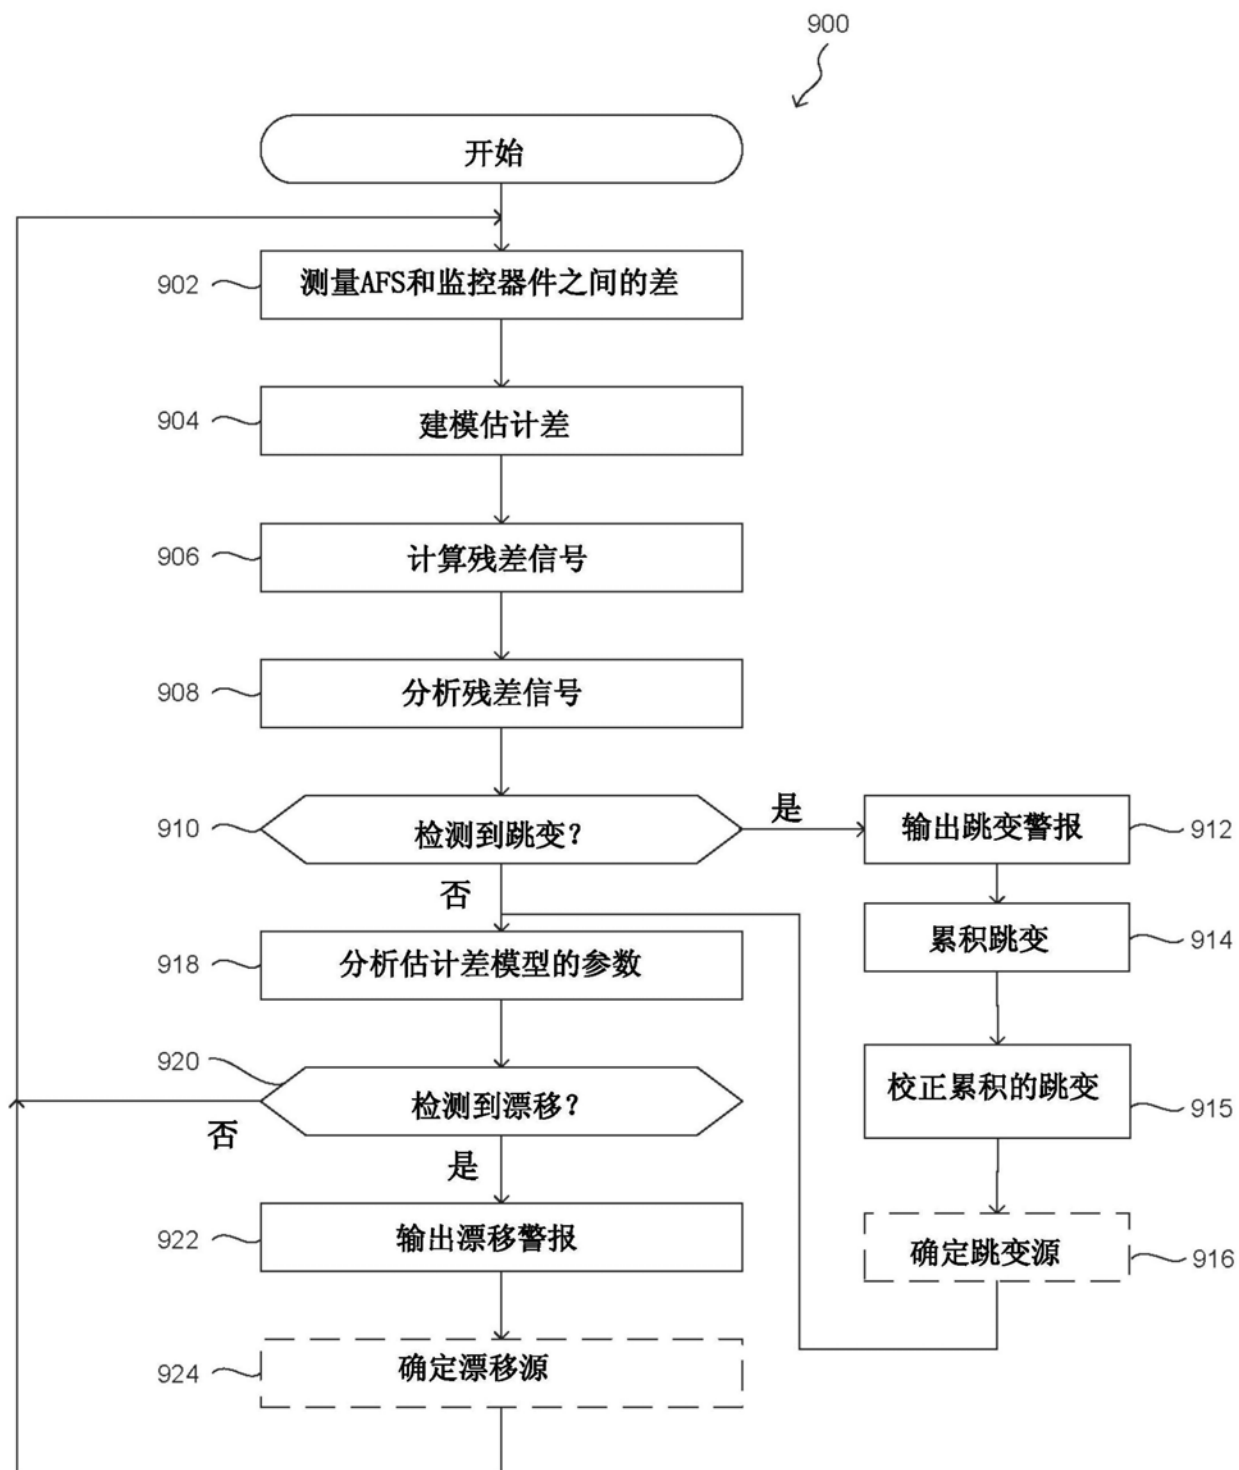 900
开始
902
测量AFS和监控器件之间的差
904
建模估计差
906
计算残差信号
908
分析残差信号
910
检测到跳变?
是
输出跳变警报
912
否
累积跳变
914
918
分析估计差模型的参数
920
检测到漂移?
否
校正累积的跳变
915
是
922
输出漂移警报
确定跳变源
916
924
确定漂移源